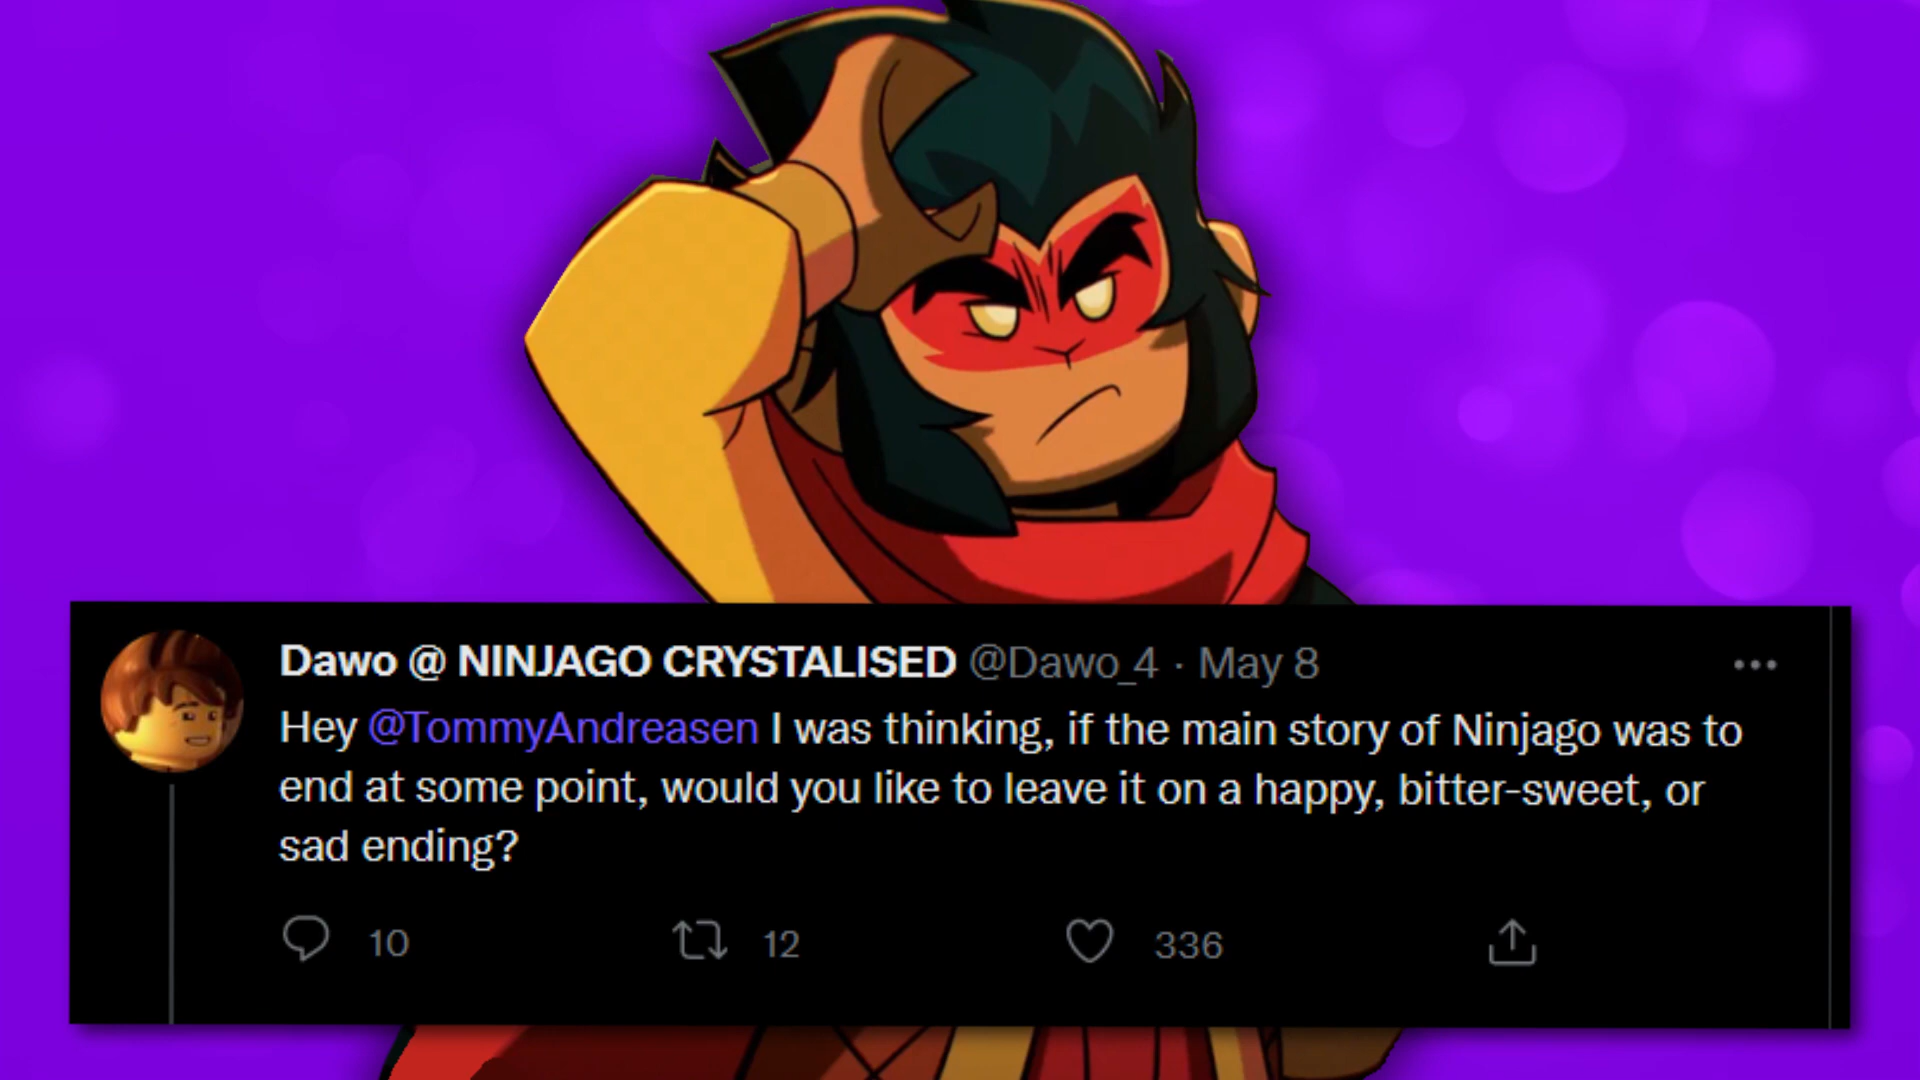 Dawo @ NINJAGO CRYSTALISED @Dawo_4 · May 8
Hey @TommyAndreasen I was thinking, if the main story of Ninjago was to
end at some point, would you like to leave it on a happy, bitter-sweet, or
sad ending?
10 12 336